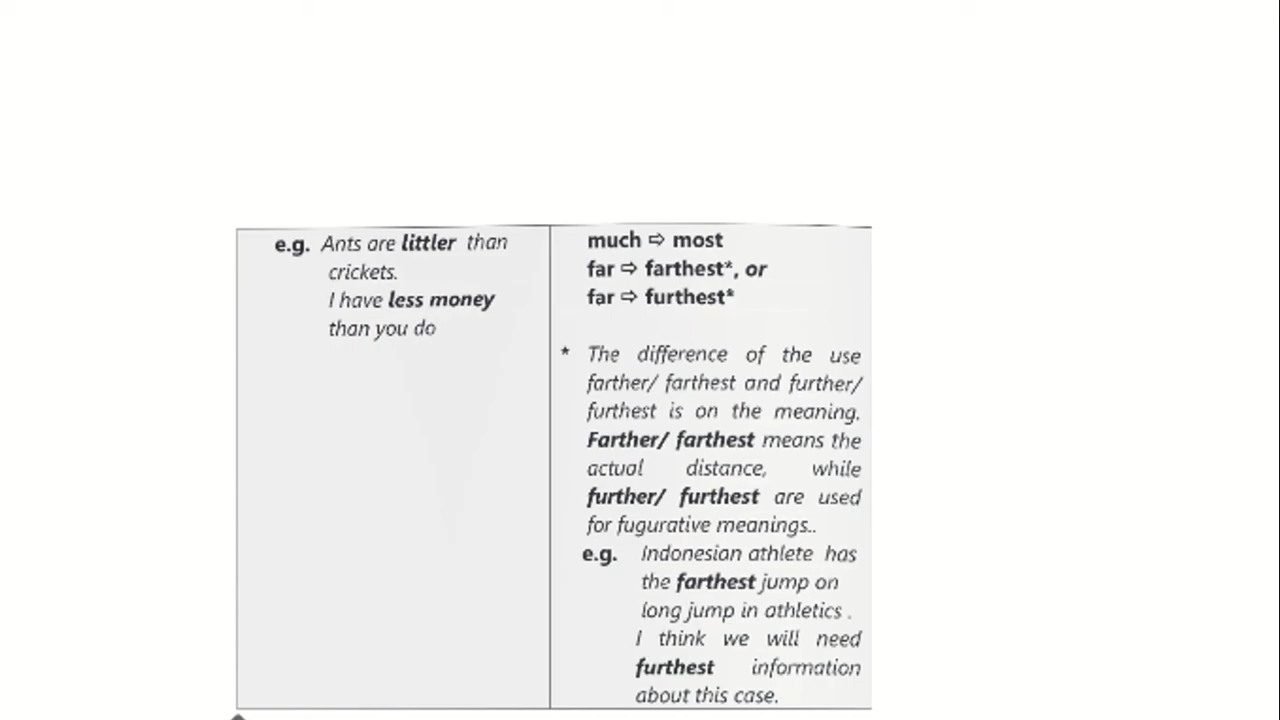 e.g. Ants are littler than
crickets.
I have less money
than you do
much ⇨ most
far ⇨ farthest*, or
far ⇨ furthest*
* The difference of the use
farther/ farthest and further/
furthest is on the meaning.
Farther/ farthest means the
actual distance, while
further/ furthest are used
for fugurative meanings..
e.g. Indonesian athlete has
the farthest jump on
long jump in athletics .
I think we will need
furthest information
about this case.